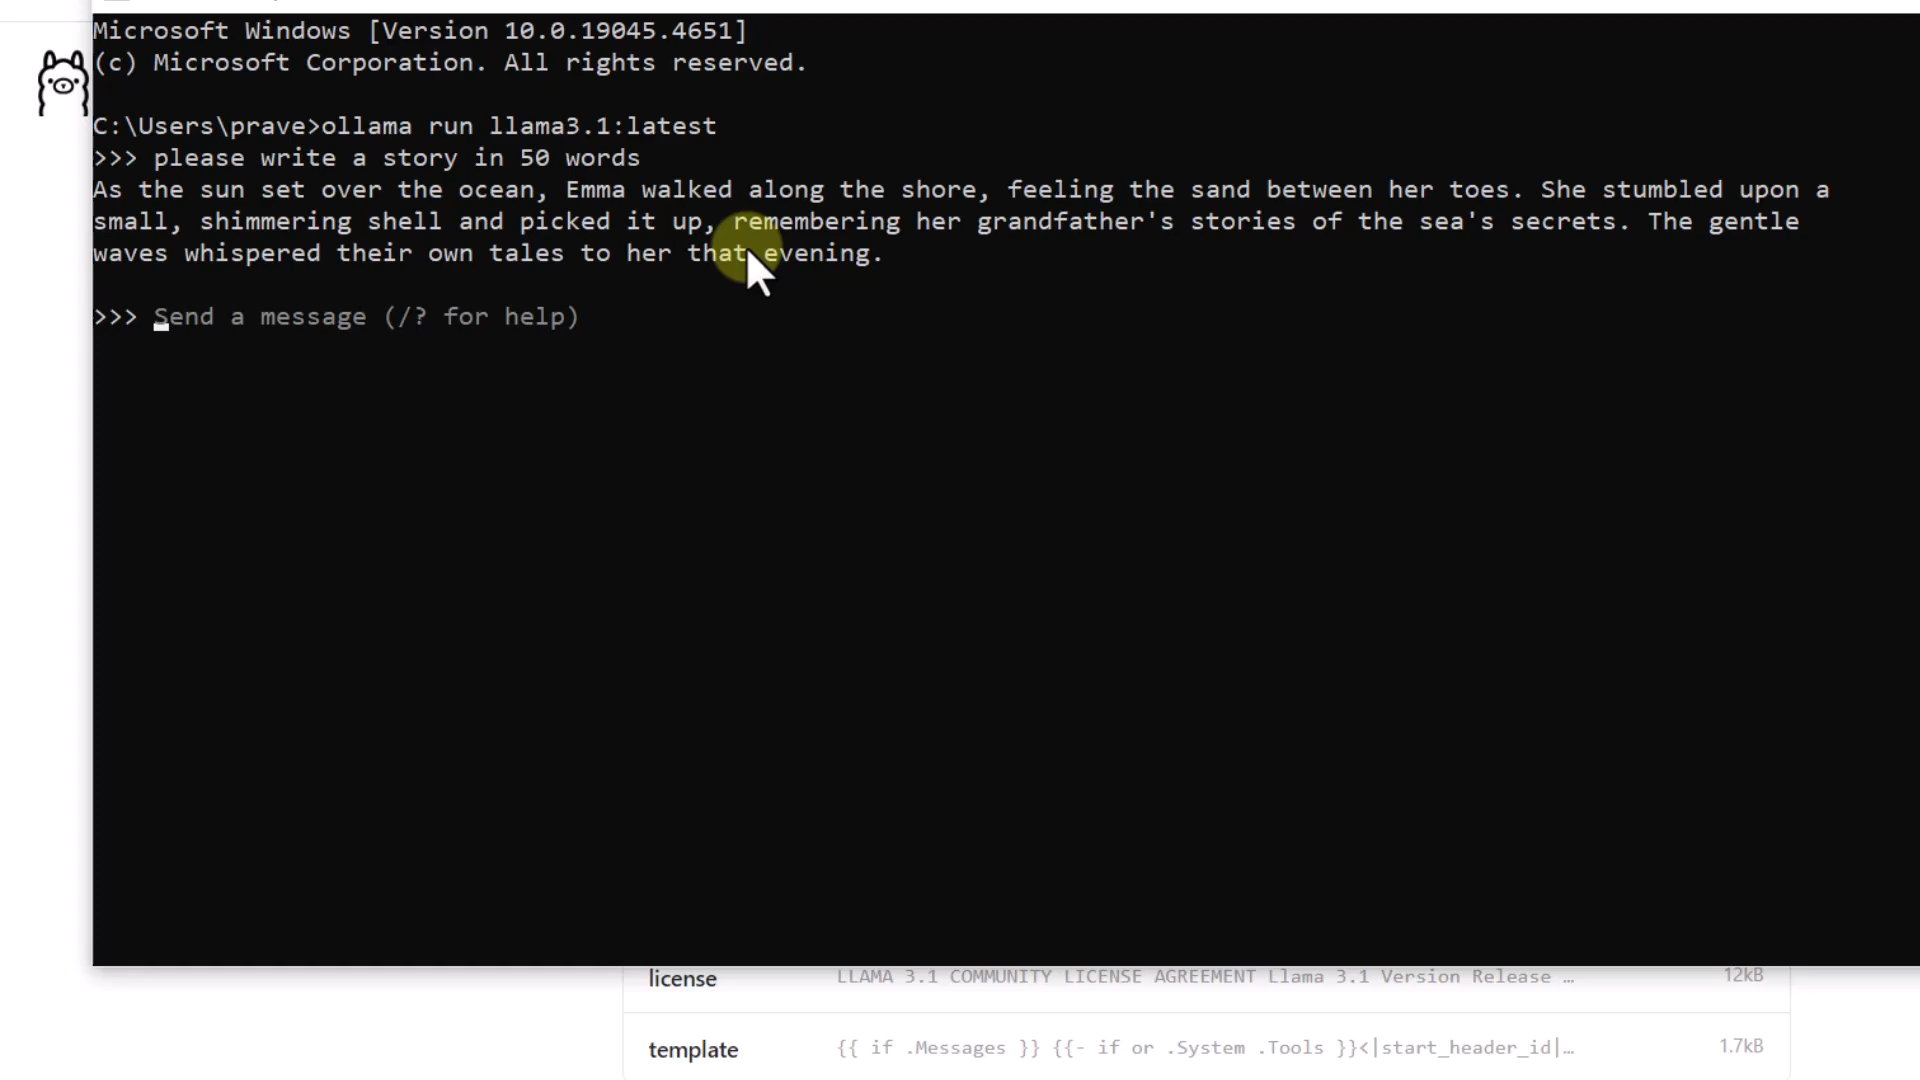 Microsoft Windows [Version 10.0.19045.4651]
(c) Microsoft Corporation. All rights reserved.
C:\Users\prave>ollama run llama3.1:latest
>>> please write a story in 50 words
As the sun set over the ocean, Emma walked along the shore, feeling the sand between her toes. She stumbled upon a
small, shimmering shell and picked it up, remembering her grandfather's stories of the sea's secrets. The gentle
waves whispered their own tales to her that evening.
>>> Send a message (/? for help)
license LLAMA 3.1 COMMUNITY LICENSE AGREEMENT Llama 3.1 Version Release … 12kB
template {{ if .Messages }} {{- if or .System .Tools }}<|start_header_id|… 1.7kB